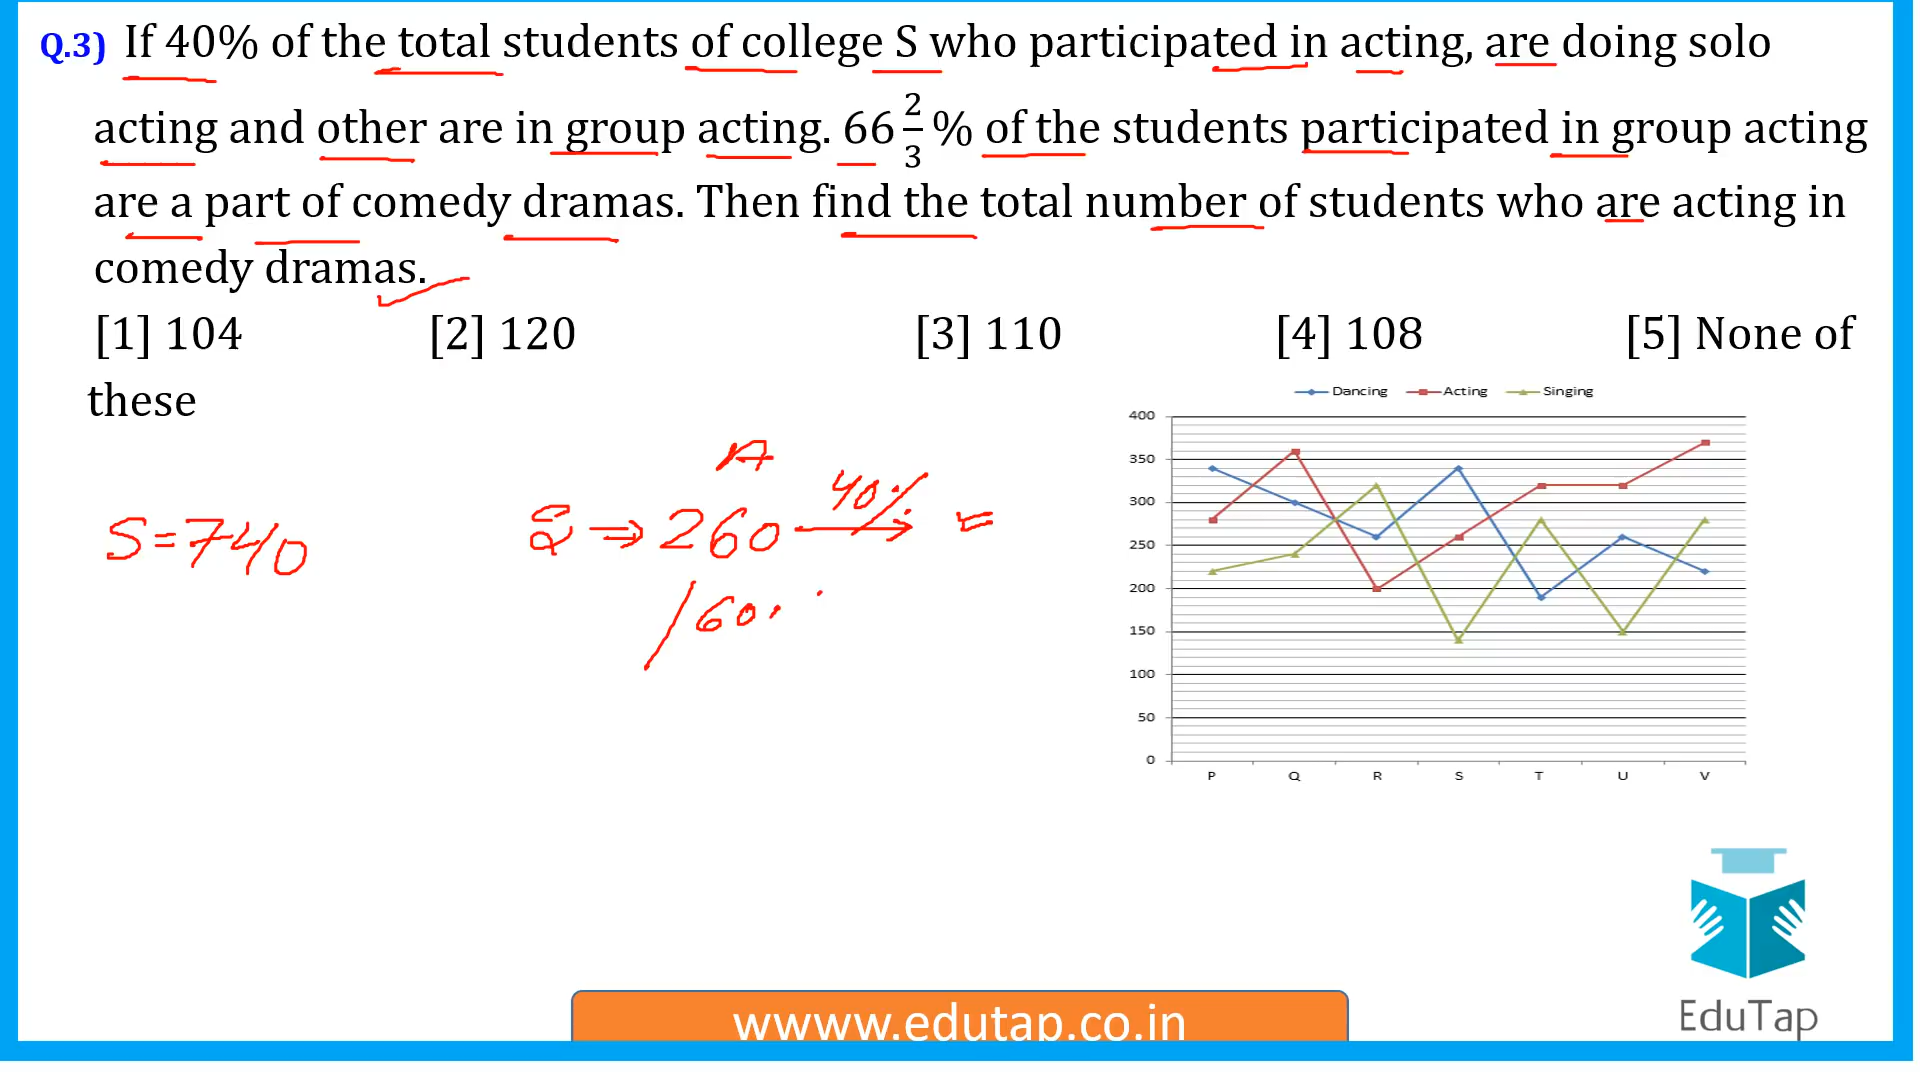 Q.3) If 40% of the total students of college S who participated in acting, are doing solo
acting and other are in group acting. 66 2/3 % of the students participated in group acting
are a part of comedy dramas. Then find the total number of students who are acting in
comedy dramas.
[1] 104 [2] 120 [3] 110 [4] 108 [5] None of
these
Dancing Acting Singing
400
350
300
250
200
150
100
50
0
P Q R S T U V
A
S=740
S → 260 40% =
60%
EduTap
wwww.edutap.co.in